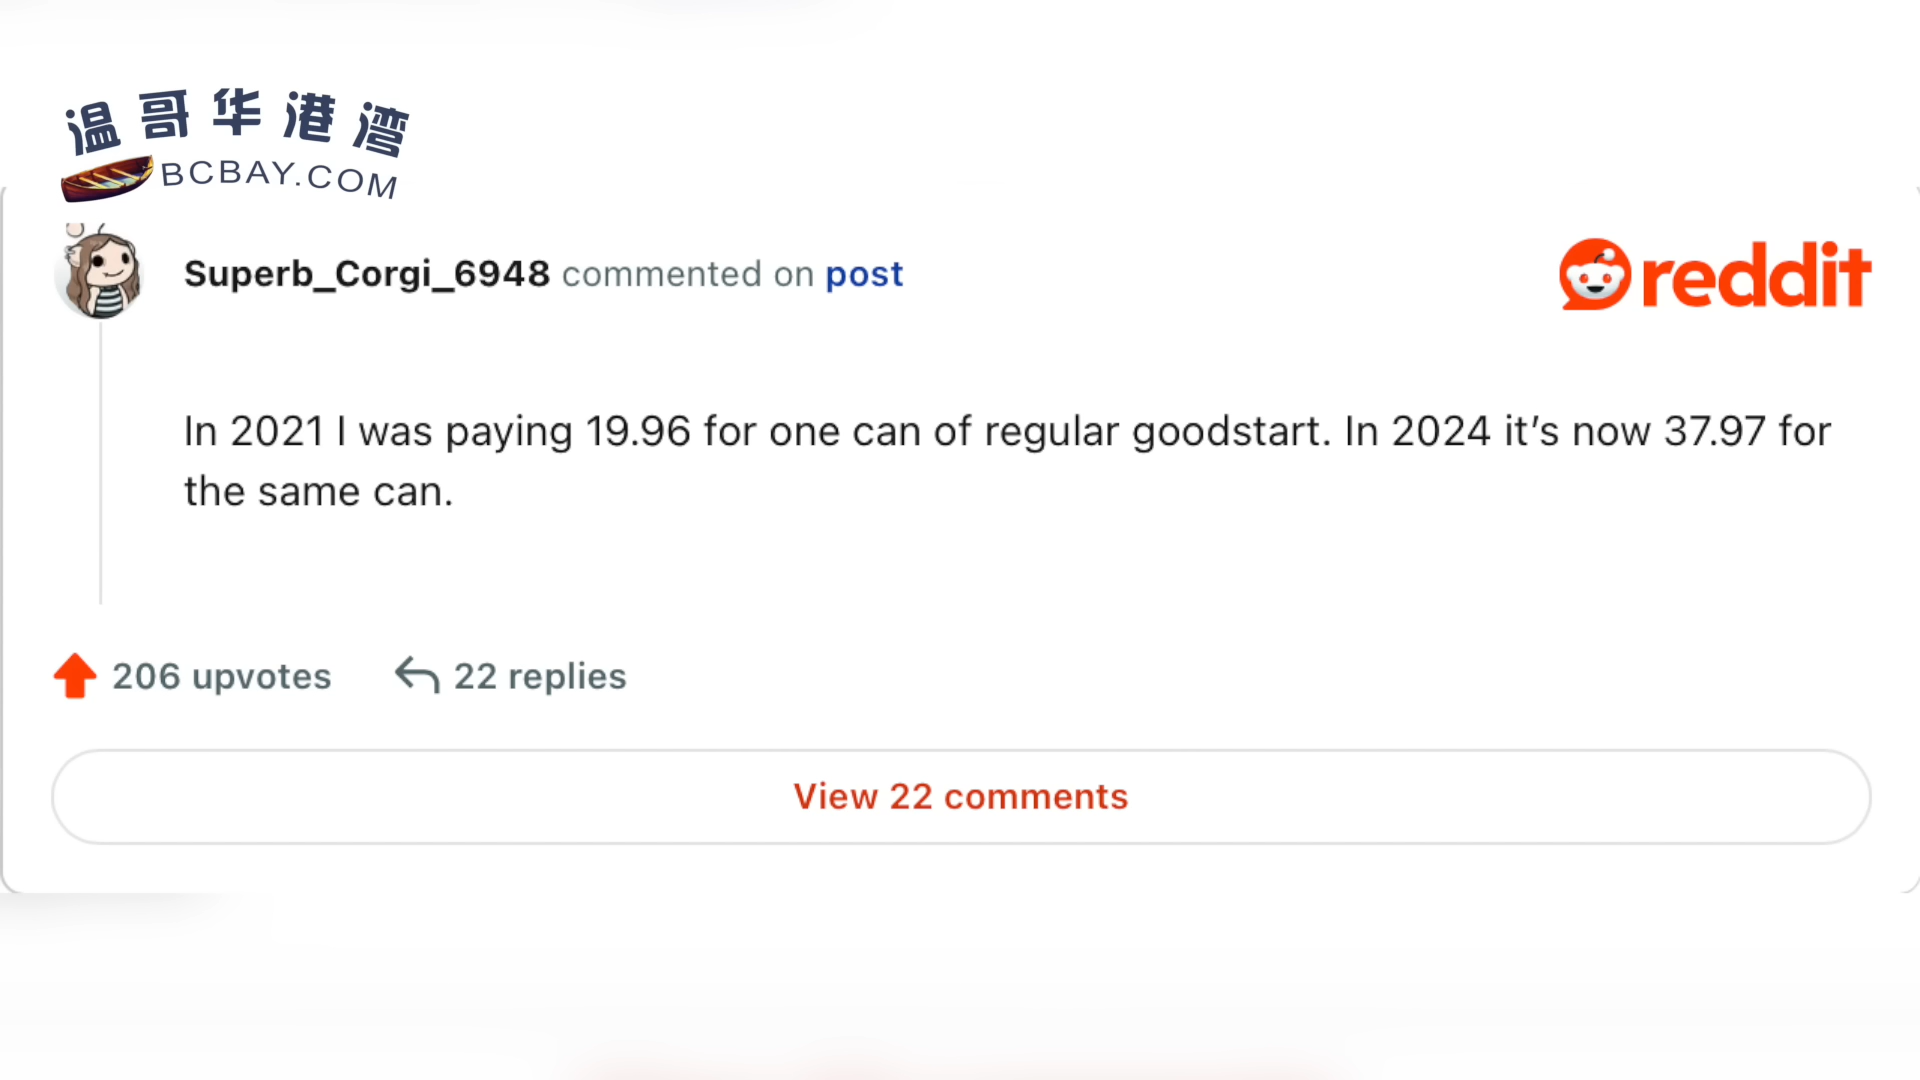 温哥华港湾
BCBAY.COM
Superb_Corgi_6948 commented on post
reddit
In 2021 I was paying 19.96 for one can of regular goodstart. In 2024 it’s now 37.97 for
the same can.
206 upvotes 22 replies
View 22 comments